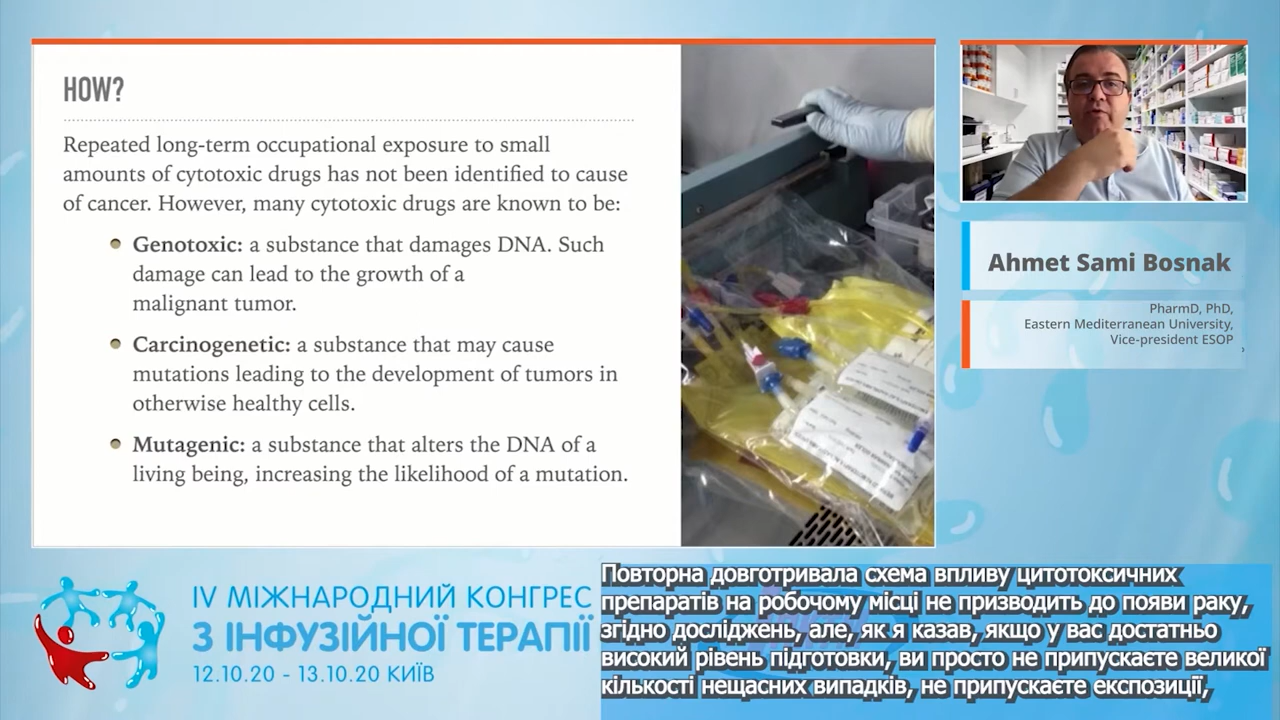 HOW?
Repeated long-term occupational exposure to small
amounts of cytotoxic drugs has not been identified to cause
of cancer. However, many cytotoxic drugs are known to be:
Genotoxic: a substance that damages DNA. Such
damage can lead to the growth of a
malignant tumor.
Carcinogenetic: a substance that may cause
mutations leading to the development of tumors in
otherwise healthy cells.
Mutagenic: a substance that alters the DNA of a
living being, increasing the likelihood of a mutation.
Ahmet Sami Bosnak
PharmD, PhD,
Eastern Mediterranean University,
Vice-president ESOP
IV МІЖНАРОДНИЙ КОНГРЕС
З ІНФУЗІЙНОЇ ТЕРАПІЇ
12.10.20 - 13.10.20 КИЇВ
Повторна довготривала схема впливу цитотоксичних
препаратів на робочому місці не призводить до появи раку,
згідно досліджень, але, як я казав, якщо у вас достатньо
високий рівень підготовки, ви просто не припускаєте великої
кількості нещасних випадків, не припускаєте експозиції,